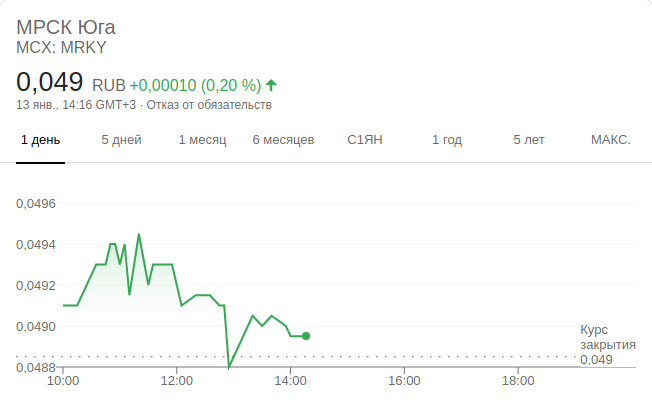 МРСК Юга
MCX: MRKY
0,049 RUB +0,00010 (0,20 %)
13 янв., 14:16 GMT+3 · Отказ от обязательств
1 день 5 дней 1 месяц 6 месяцев С1ЯН 1 год 5 лет МАКС.
0,0496
0,0494
0,0492
0,0490
0,0488
Курс
закрытия
0,049
10:00 12:00 14:00 16:00 18:00